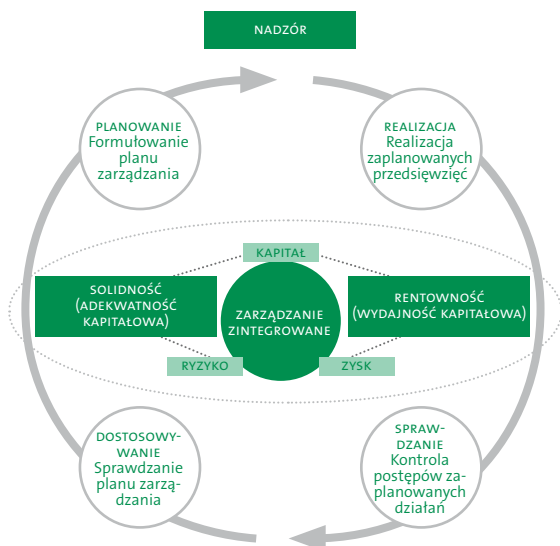 NADZÓR
PLANOWANIE
Formułowanie
planu
zarządzania
REALIZACJA
Realizacja
zaplanowanych
przedsięwzięć
KAPITAŁ
SOLIDNOŚĆ
(ADEKWATNOŚĆ
KAPITAŁOWA)
ZARZĄDZANIE
ZINTEGROWANE
RENTOWNOŚĆ
(WYDAJNOŚĆ KAPITAŁOWA)
RYZYKO
ZYSK
DOSTOSOWY-
WANIE
Sprawdzanie
planu zarzą-
dzania
SPRAW-
DZANIE
Kontrola
postępów za-
planowanych
działań